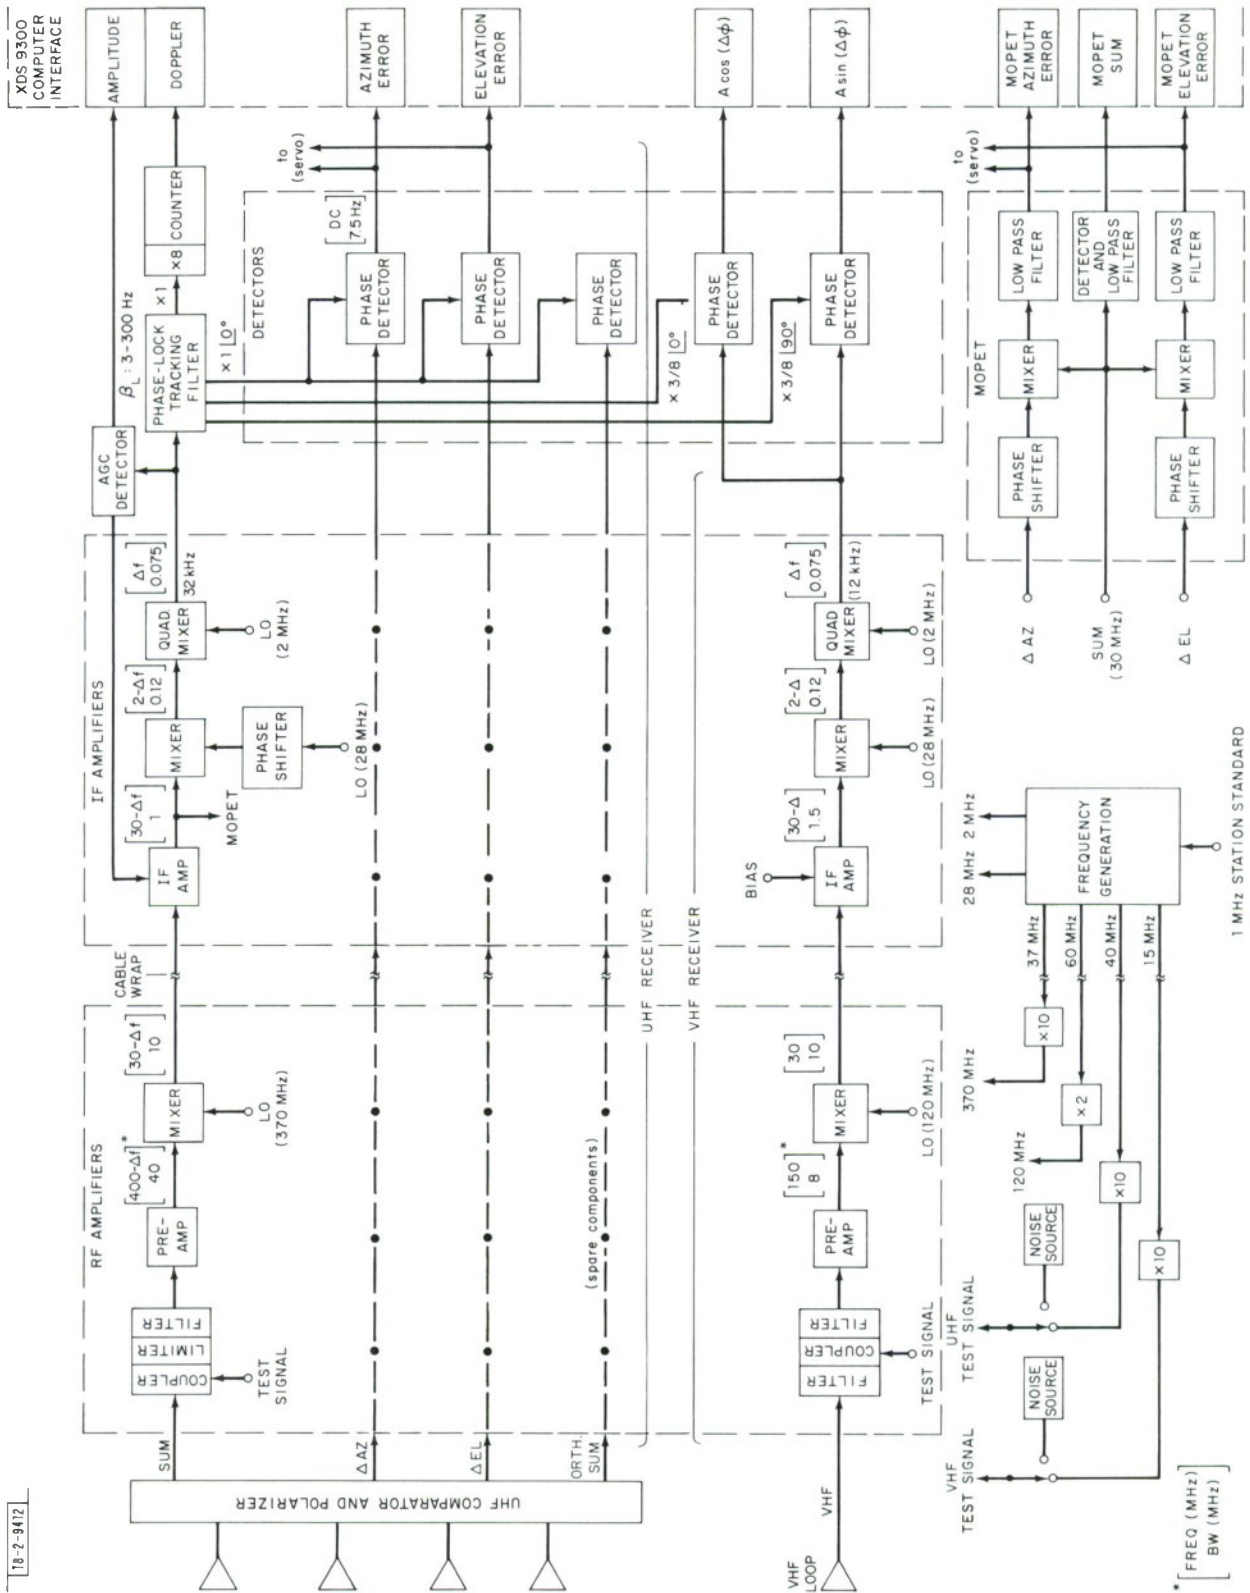 18-2-9412
XDS 9300
COMPUTER
INTERFACE
AMPLITUDE
DOPPLER
AZIMUTH
ERROR
ELEVATION
ERROR
A cos (Δϕ)
A sin (Δϕ)
MOPET
AZIMUTH
ERROR
MOPET
SUM
MOPET
ELEVATION
ERROR
UHF COMPARATOR AND POLARIZER
SUM
Δ AZ
Δ EL
ORTH.
SUM
VHF
LOOP
VHF
RF AMPLIFIERS
COUPLER
LIMITER
FILTER
TEST
SIGNAL
PRE-
AMP
400-Δf *
40
MIXER
LO
(370 MHz)
30-Δf
10
(spare components)
CABLE
WRAP
IF AMPLIFIERS
IF
AMP
30-Δf
1
MOPET
MIXER
PHASE
SHIFTER
LO (28 MHz)
2-Δf
0.12
QUAD
MIXER
LO
(2 MHz)
Δf
0.075
32 kHz
AGC
DETECTOR
βL : 3-300 Hz
PHASE-LOCK
TRACKING
FILTER
x1
x8
COUNTER
x 1 0°
DETECTORS
DC
7.5 Hz
PHASE
DETECTOR
PHASE
DETECTOR
PHASE
DETECTOR
to
(servo)
x 3/8 0°
PHASE
DETECTOR
x 3/8 90°
PHASE
DETECTOR
UHF RECEIVER
VHF RECEIVER
FILTER
COUPLER
FILTER
TEST SIGNAL
PRE-
AMP
150 *
8
MIXER
LO (120 MHz)
30
10
BIAS
IF
AMP
30-Δ
1.5
MIXER
LO (28 MHz)
2-Δ
0.12
QUAD
MIXER
LO (2 MHz)
Δf
0.075
(12 kHz)
MOPET
Δ AZ
SUM
(30 MHz)
Δ EL
PHASE
SHIFTER
MIXER
LOW PASS
FILTER
DETECTOR
AND
LOW PASS
FILTER
PHASE
SHIFTER
MIXER
LOW PASS
FILTER
to
(servo)
VHF
TEST SIGNAL
NOISE
SOURCE
UHF
TEST SIGNAL
NOISE
SOURCE
120 MHz
370 MHz
x10
x2
x10
x10
37 MHz
60 MHz
40 MHz
15 MHz
28 MHz
2 MHz
FREQUENCY
GENERATION
1 MHz STATION STANDARD
* FREQ (MHz)
BW (MHz)